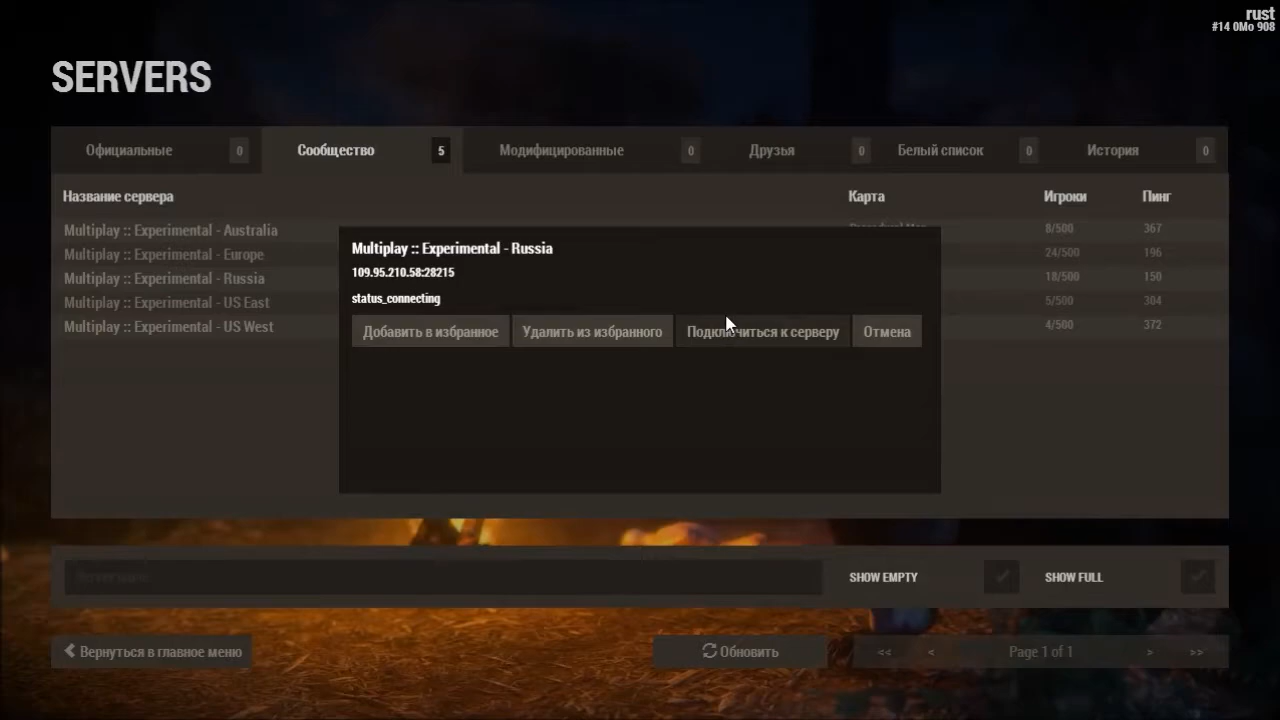 rust
#14 0Mo 908
SERVERS
Официальные 0 Сообщество 5 Модифицированные 0 Друзья 0 Белый список 0 История 0
Название сервера Карта Игроки Пинг
Multiplay :: Experimental - Australia 8/500 367
Multiplay :: Experimental - Europe 24/500 196
Multiplay :: Experimental - Russia 18/500 150
Multiplay :: Experimental - US East 5/500 304
Multiplay :: Experimental - US West 4/500 372
Multiplay :: Experimental - Russia
109.95.210.58:28215
status_connecting
Добавить в избранное Удалить из избранного Подключиться к серверу Отмена
SHOW EMPTY SHOW FULL
Вернуться в главное меню Обновить << < Page 1 of 1 > >>